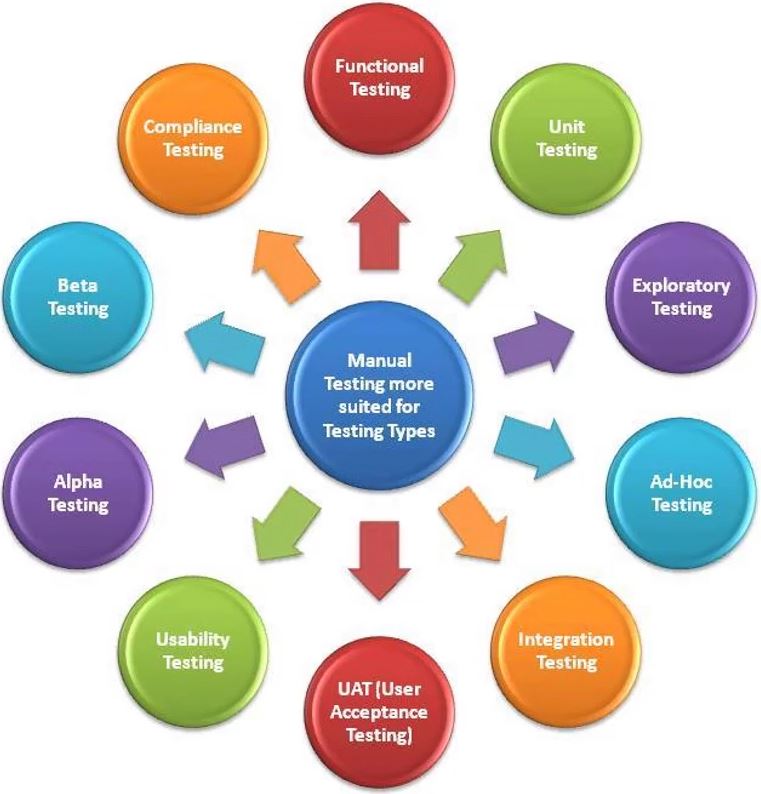 Functional
Testing
Unit
Testing
Exploratory
Testing
Ad-Hoc
Testing
Integration
Testing
UAT (User
Acceptance
Testing)
Usability
Testing
Alpha
Testing
Beta
Testing
Compliance
Testing
Manual
Testing more
suited for
Testing Types